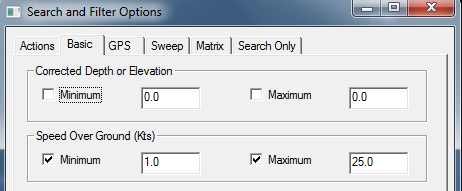 Search and Filter Options
Actions Basic GPS Sweep Matrix Search Only
Corrected Depth or Elevation
Minimum 0.0 Maximum 0.0
Speed Over Ground (Kts)
Minimum 1.0 Maximum 25.0